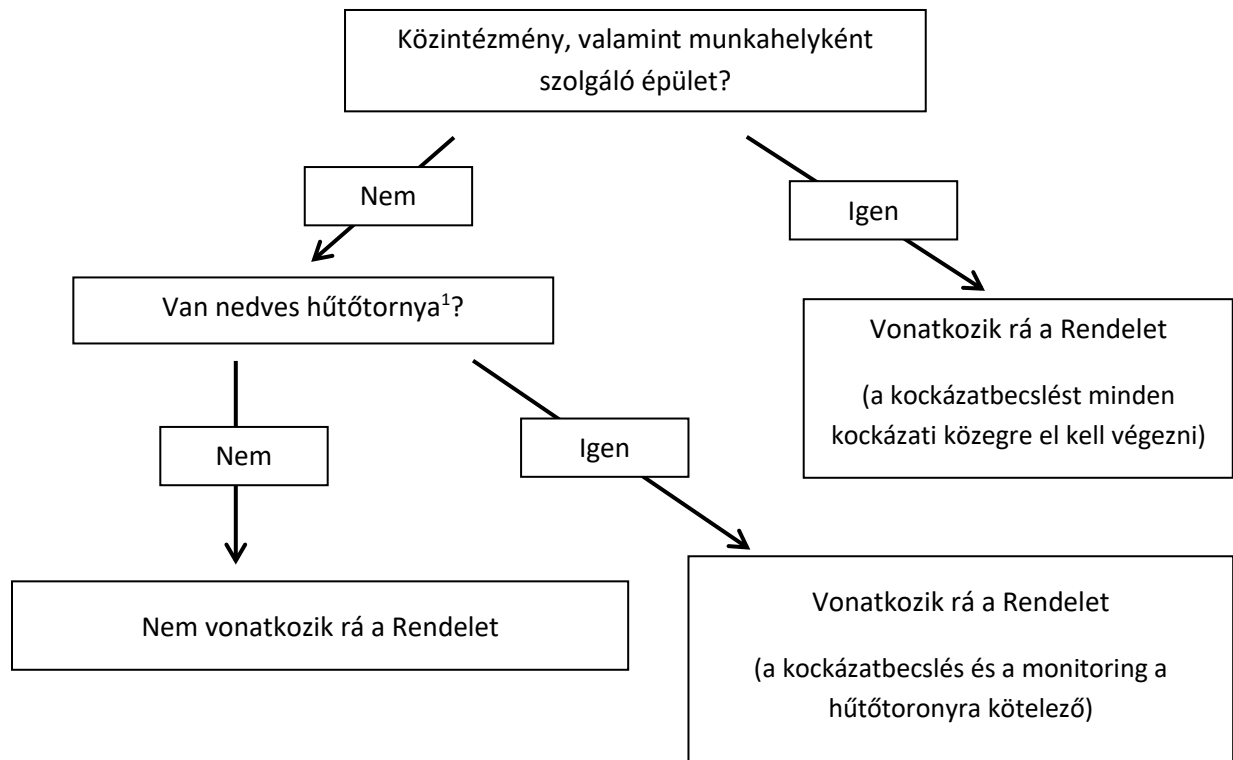 Közintézmény, valamint munkahelyként
szolgáló épület?
Nem
Igen
Van nedves hűtőtornya¹?
Vonatkozik rá a Rendelet
(a kockázatbecslést minden
kockázati közegre el kell végezni)
Nem
Igen
Nem vonatkozik rá a Rendelet
Vonatkozik rá a Rendelet
(a kockázatbecslés és a monitoring a
hűtőtoronyra kötelező)